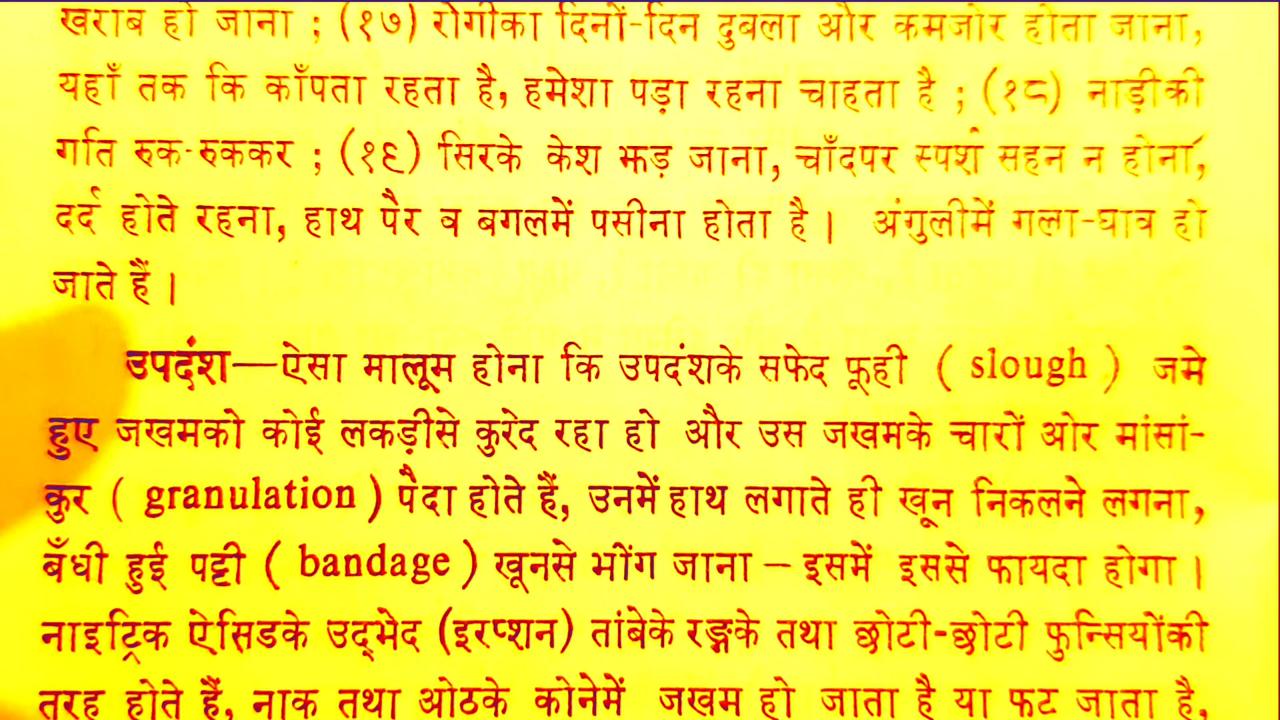 खराब हो जाना ; (१७) रोगीका दिनों-दिन दुबला और कमजोर होता जाना,
यहाँ तक कि काँपता रहता है, हमेशा पड़ा रहना चाहता है ; (१८) नाड़ीकी
गति रुक-रुककर ; (१९) सिरके केश झड़ जाना, चाँदपर स्पर्श सहन न होना,
दर्द होते रहना, हाथ पैर व बगलमें पसीना होता है। अंगुलीमें गला-घाव हो
जाते हैं।
उपदंश—ऐसा मालूम होना कि उपदंशके सफेद फूही ( slough ) जमे
हुए जखमको कोई लकड़ीसे कुरेद रहा हो और उस जखमके चारों ओर मांसां-
कुर ( granulation ) पैदा होते हैं, उनमें हाथ लगाते ही खून निकलने लगना,
बँधी हुई पट्टी ( bandage ) खूनसे भींग जाना – इसमें इससे फायदा होगा।
नाइट्रिक ऐसिडके उद्भेद (इरप्शन) तांबेके रङ्गके तथा छोटी-छोटी फुन्सियोंकी
तरह होते हैं, नाक तथा ओठके कोनेमें जखम हो जाता है या फट जाता है,